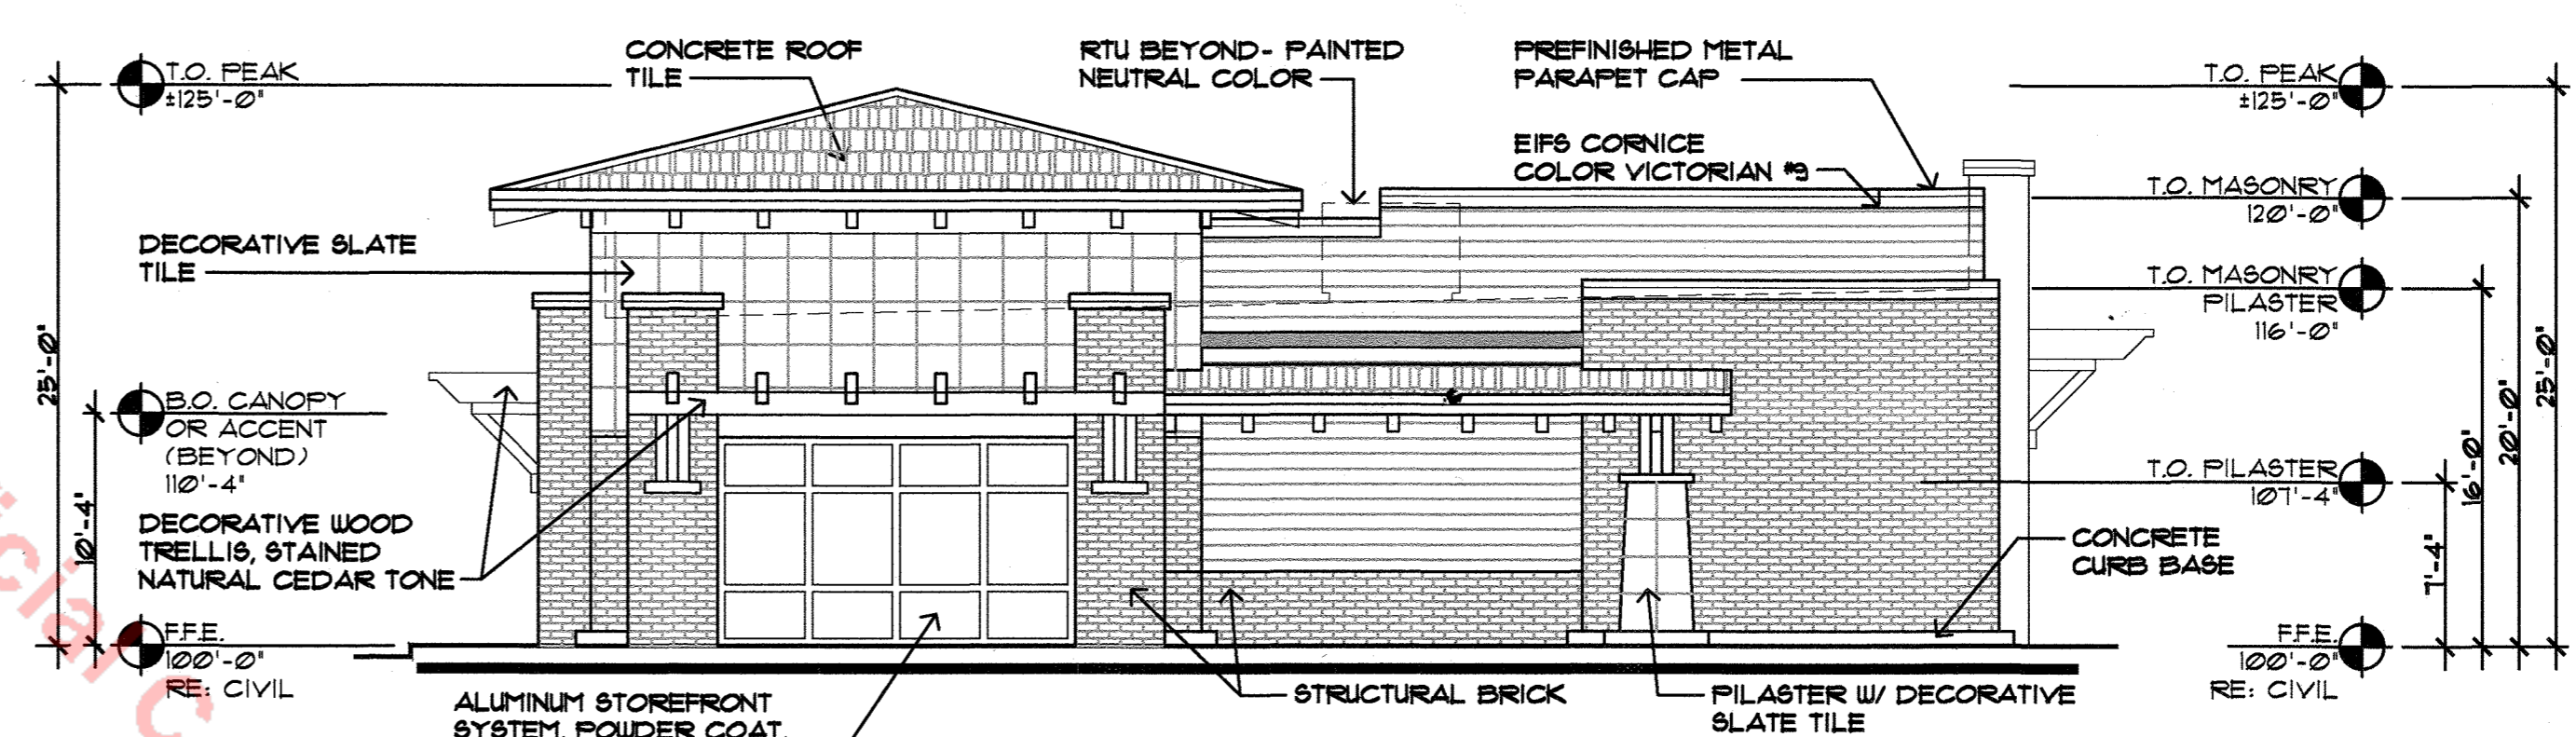 T.O. PEAK
±125'-0"
CONCRETE ROOF
TILE
RTU BEYOND- PAINTED
NEUTRAL COLOR
PREFINISHED METAL
PARAPET CAP
T.O. PEAK
±125'-0"
EIFS CORNICE
COLOR VICTORIAN #9
T.O. MASONRY
120'-0"
DECORATIVE SLATE
TILE
T.O. MASONRY
PILASTER
116'-0"
25'-0"
B.O. CANOPY
OR ACCENT
(BEYOND)
110'-4"
10'-4"
DECORATIVE WOOD
TRELLIS, STAINED
NATURAL CEDAR TONE
T.O. PILASTER
107'-4"
7'-4"
16'-0"
20'-0"
25'-0"
CONCRETE
CURB BASE
F.F.E.
100'-0"
RE: CIVIL
F.F.E.
100'-0"
RE: CIVIL
ALUMINUM STOREFRONT
SYSTEM, POWDER COAT,
STRUCTURAL BRICK
PILASTER W/ DECORATIVE
SLATE TILE